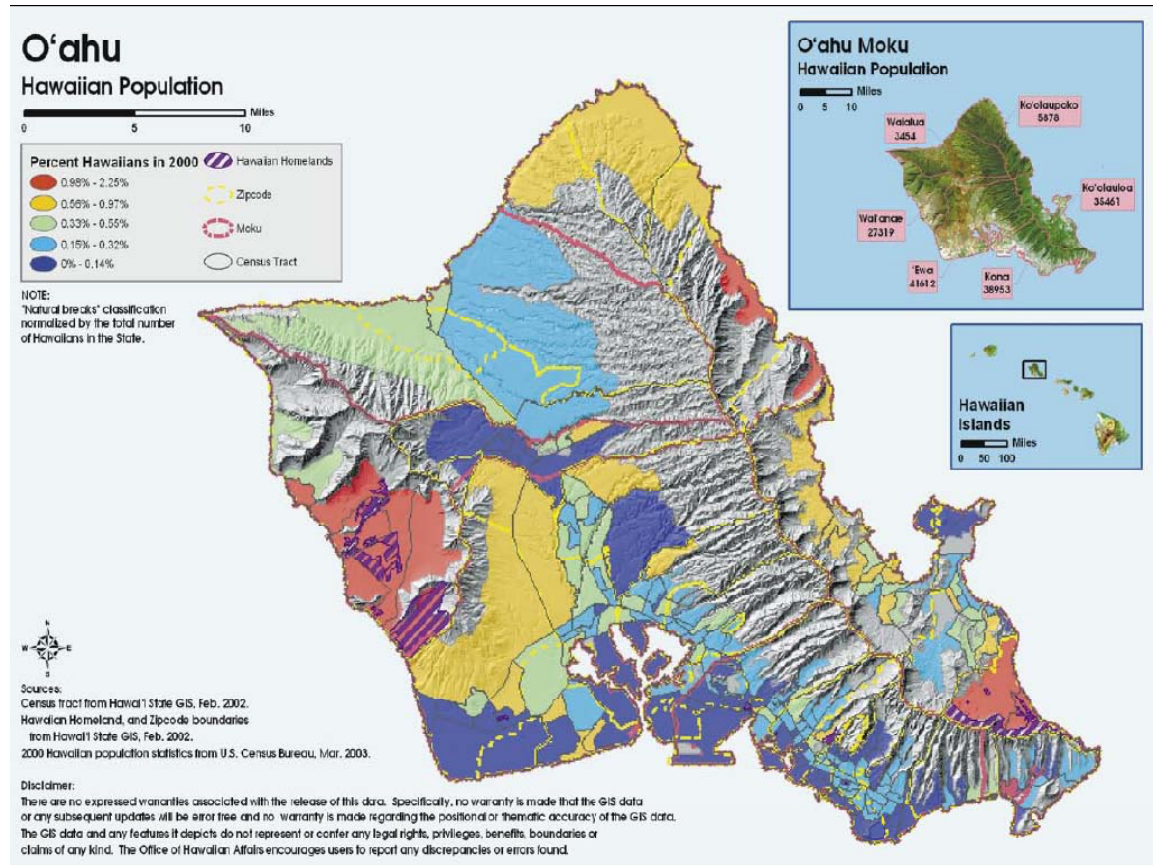 O‘ahu
Hawaiian Population
Miles
0 5 10
Percent Hawaiians in 2000
0.98% - 2.25%
0.56% - 0.97%
0.33% - 0.55%
0.15% - 0.32%
0% - 0.14%
Hawaiian Homelands
Zipcode
Moku
Census Tract
NOTE:
"Natural breaks" classification
normalized by the total number
of Hawaiians in the State.
O‘ahu Moku
Hawaiian Population
Miles
0 5 10
Ko‘olaupoko
5878
Waialua
3454
Ko‘olauloa
35461
Wai‘anae
27319
‘Ewa
41612
Kona
38953
Hawaiian
Islands
Miles
0 50 100
N
W E
S
Sources:
Census tract from Hawai‘i State GIS, Feb. 2002.
Hawaiian Homeland, and Zipcode boundaries
from Hawai‘i State GIS, Feb. 2002.
2000 Hawaiian population statistics from U.S. Census Bureau, Mar. 2003.
Disclaimer:
There are no expressed warranties associated with the release of this data. Specifically, no warranty is made that the GIS data
or any subsequent updates will be error free and no warranty is made regarding the positional or thematic accuracy of the GIS data.
The GIS data and any features it depicts do not represent or confer any legal rights, privileges, benefits, boundaries or
claims of any kind. The Office of Hawaiian Affairs encourages users to report any discrepancies or errors found.